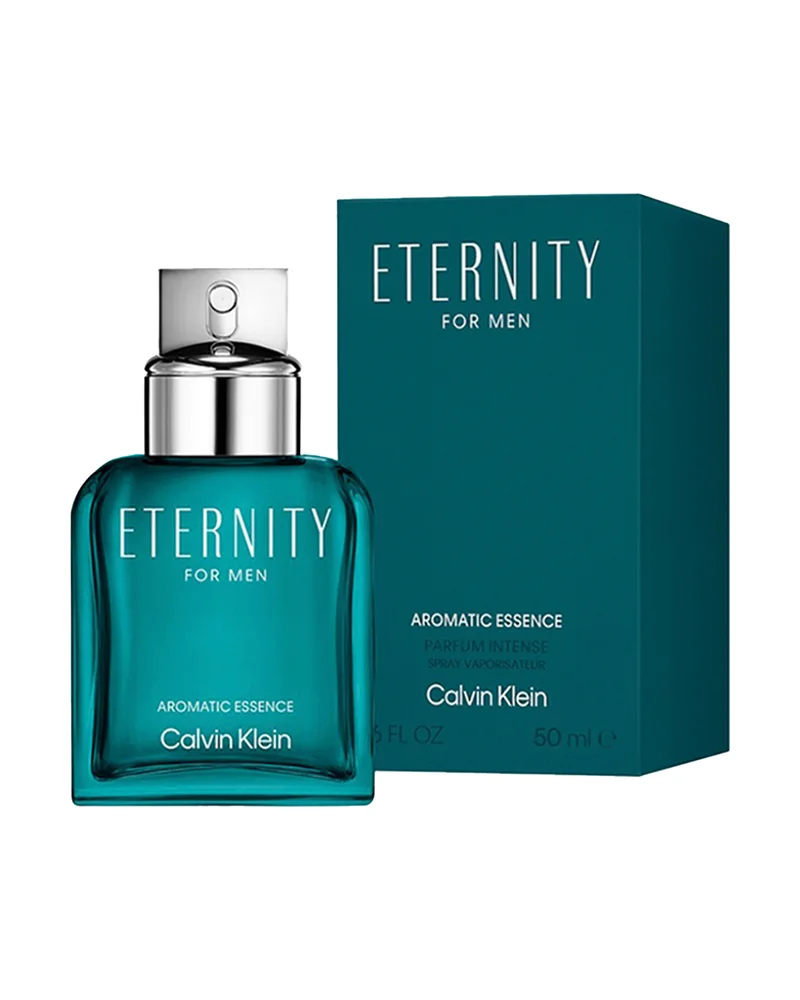 ETERNITY
FOR MEN
AROMATIC ESSENCE
Calvin Klein
ETERNITY
FOR MEN
AROMATIC ESSENCE
PARFUM INTENSE
SPRAY VAPORISATEUR
Calvin Klein
FL OZ 50 ml ℮